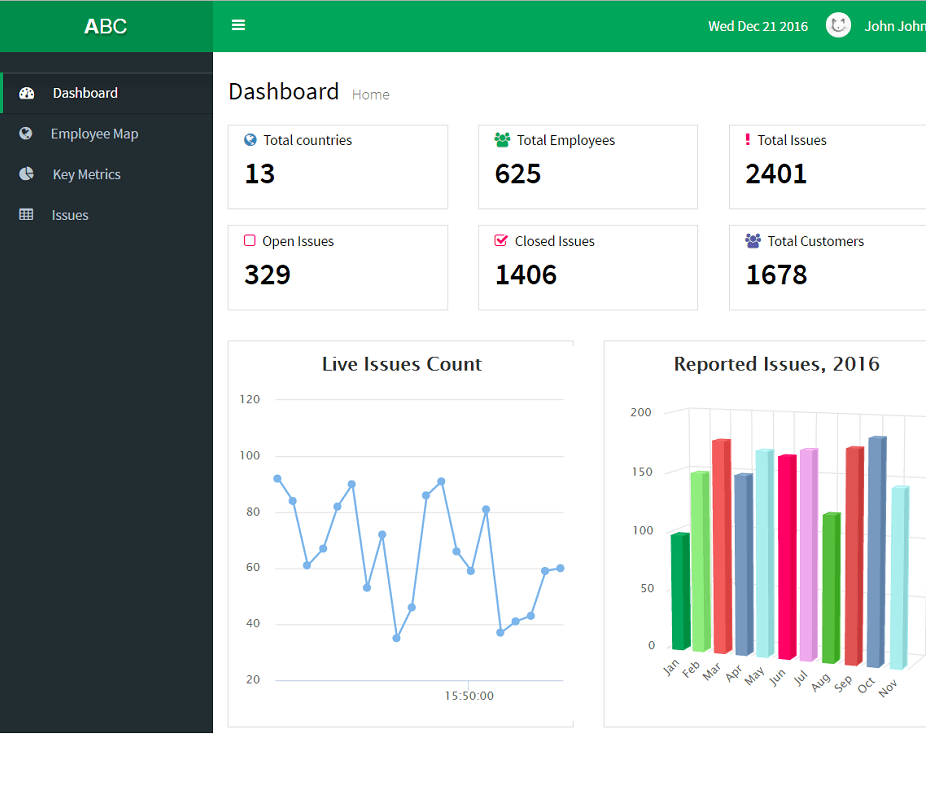 ABC
Wed Dec 21 2016 John John
Dashboard
Employee Map
Key Metrics
Issues
Dashboard Home
Total countries
13
Total Employees
625
Total Issues
2401
Open Issues
329
Closed Issues
1406
Total Customers
1678
Live Issues Count
120
100
80
60
40
20
15:50:00
Reported Issues, 2016
200
150
100
50
0
Jan
Feb
Mar
Apr
May
Jun
Jul
Aug
Sep
Oct
Nov